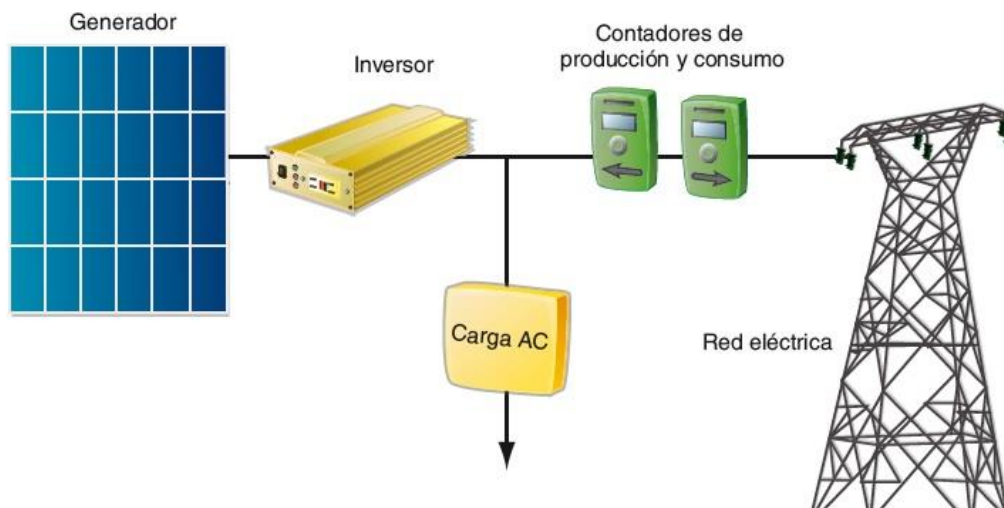 Generador
Inversor
Contadores de
producción y consumo
Carga AC
Red eléctrica